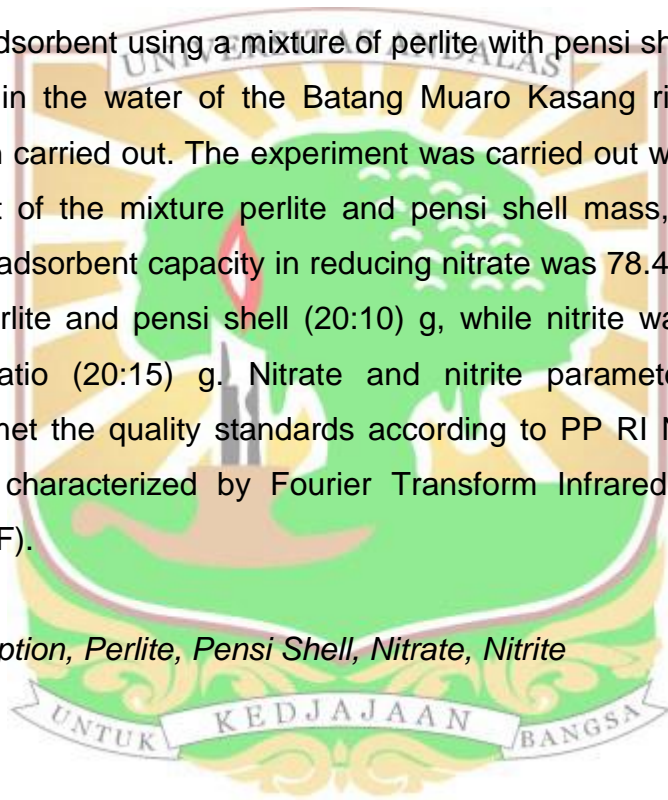 dsorbent using a mixture of perlite with pensi sh
UNIVERSITAS ANDALAS
in the water of the Batang Muaro Kasang ri
carried out. The experiment was carried out w
of the mixture perlite and pensi shell mass,
adsorbent capacity in reducing nitrate was 78.4
rlite and pensi shell (20:10) g, while nitrite wa
atio (20:15) g. Nitrate and nitrite paramet
met the quality standards according to PP RI N
characterized by Fourier Transform Infrared
F).
ption, Perlite, Pensi Shell, Nitrate, Nitrite
UNTUK KEDJAJAAN BANGSA